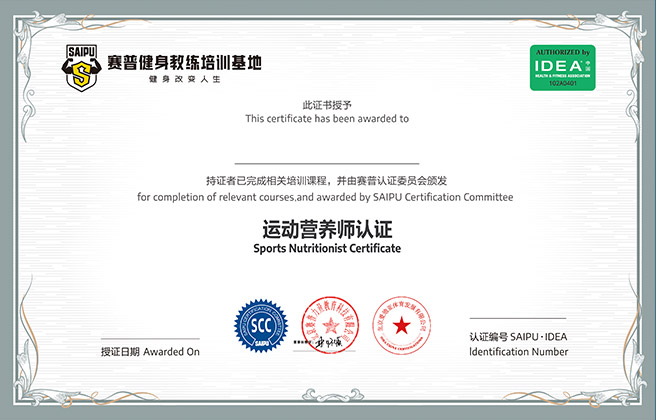 SAIPU
S
赛普健身教练培训基地
健身改变人生
AUTHORIZED by
IDEA 中国
HEALTH & FITNESS ASSOCIATION
102A0401
此证书授予
This certificate has been awarded to
持证者已完成相关培训课程，并由赛普认证委员会颁发
for completion of relevant courses,and awarded by SAIPU Certification Committee
运动营养师认证
Sports Nutritionist Certificate
SCC
SAIPU
授证日期 Awarded On
认证编号 SAIPU·IDEA
Identification Number